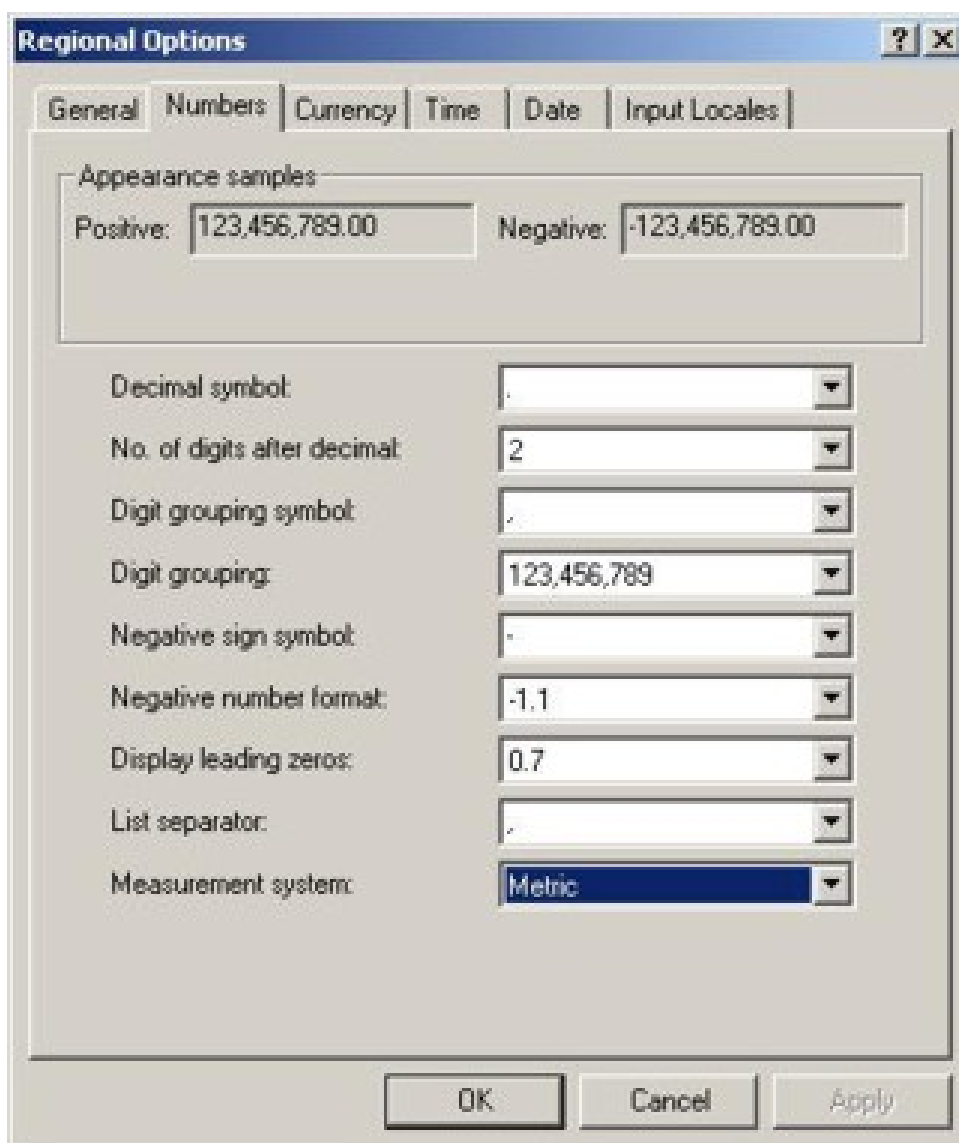 Regional Options
General Numbers Currency Time Date Input Locales
Appearance samples
Positive: 123,456,789.00 Negative: -123,456,789.00
Decimal symbol: .
No. of digits after decimal: 2
Digit grouping symbol: ,
Digit grouping: 123,456,789
Negative sign symbol: -
Negative number format: -1.1
Display leading zeros: 0.7
List separator: ,
Measurement system: Metric
OK Cancel Apply